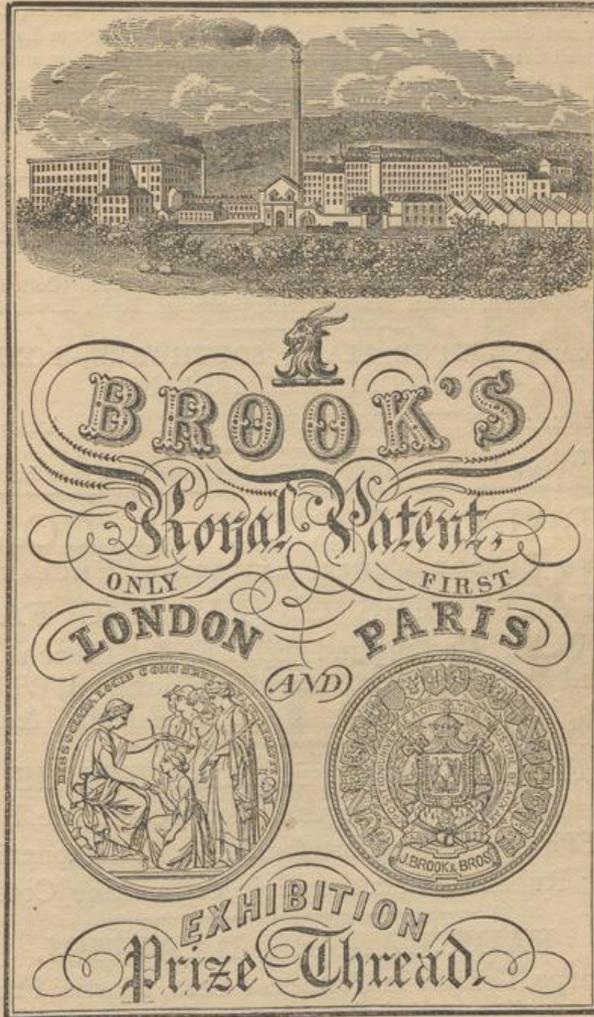 BROOK'S
Royal Patent.
ONLY FIRST
LONDON PARIS
AND
J. BROOK & BROS
EXHIBITION
Prize Thread.